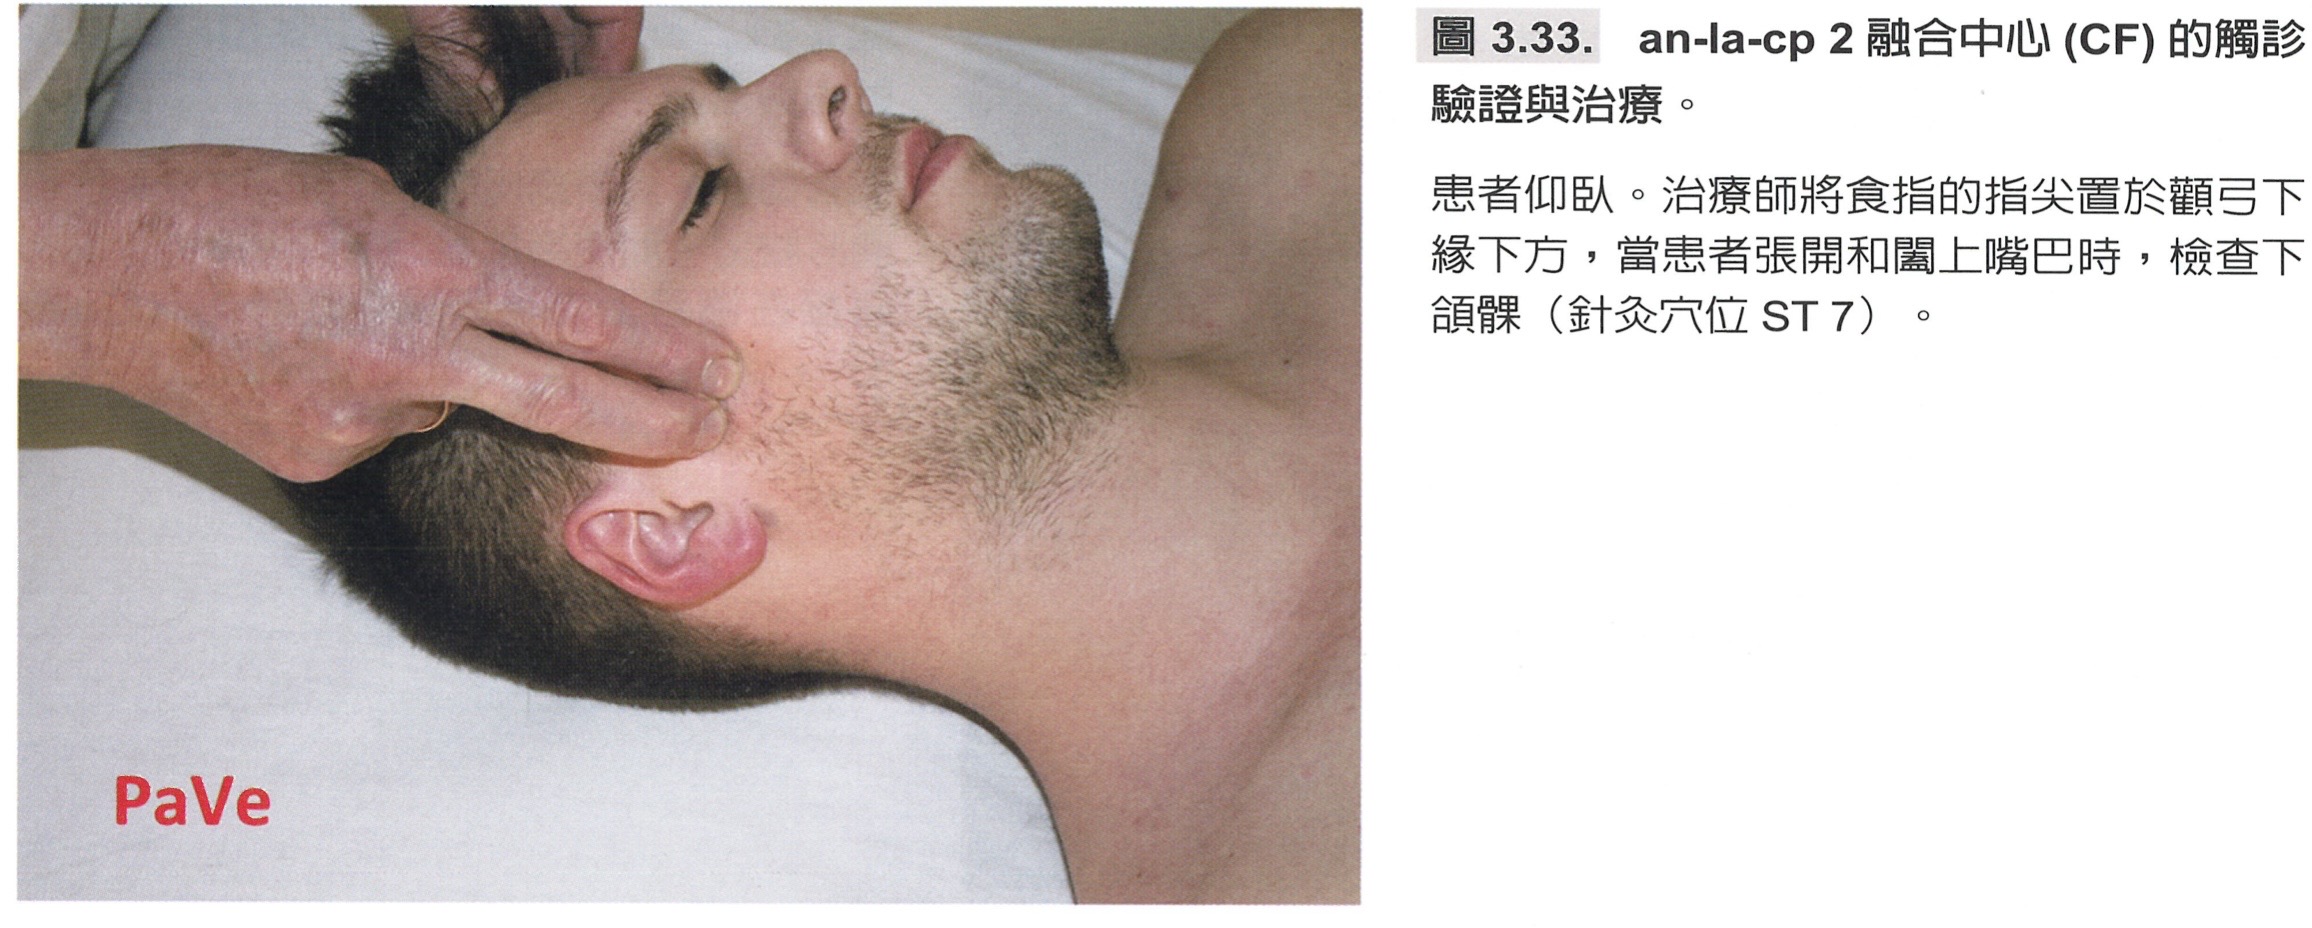 圖 3.33. an-la-cp 2 融合中心 (CF) 的觸診
驗證與治療。
患者仰臥。治療師將食指的指尖置於顴弓下
緣下方，當患者張開和闔上嘴巴時，檢查下
頜髁（針灸穴位 ST 7）。
PaVe